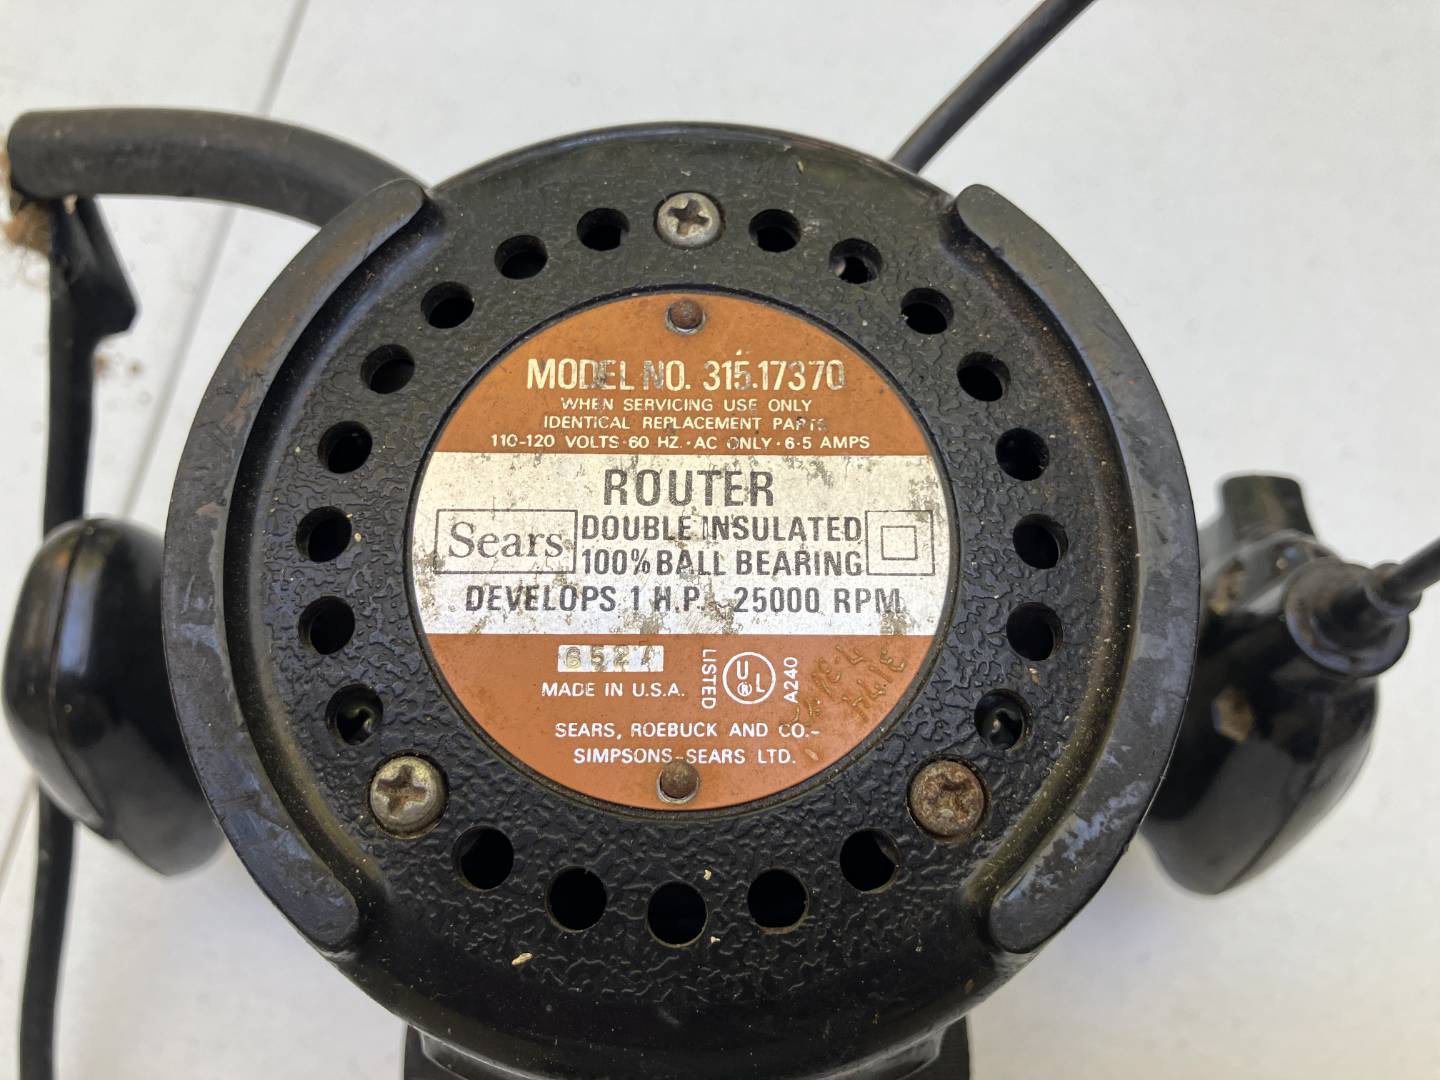 MODEL NO. 315.17370
WHEN SERVICING USE ONLY
IDENTICAL REPLACEMENT PARTS
110-120 VOLTS·60 HZ.·AC ONLY·6·5 AMPS
ROUTER
Sears
DOUBLE INSULATED
100% BALL BEARING
DEVELOPS 1 H.P. - 25000 RPM
6527
MADE IN U.S.A.
LISTED
UL
R
A240
SEARS, ROEBUCK AND CO.-
SIMPSONS-SEARS LTD.